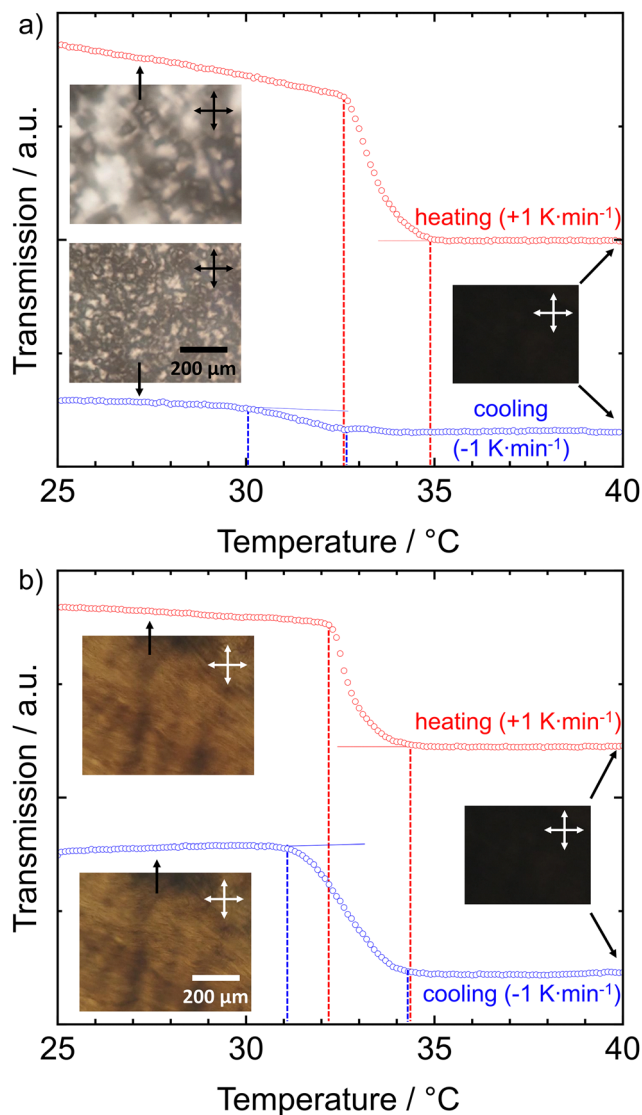 a)
Transmission / a.u.
heating (+1 K·min⁻¹)
200 µm
cooling
(-1 K·min⁻¹)
25 30 35 40
Temperature / °C
b)
Transmission / a.u.
heating (+1 K·min⁻¹)
200 µm
cooling (-1 K·min⁻¹)
25 30 35 40
Temperature / °C